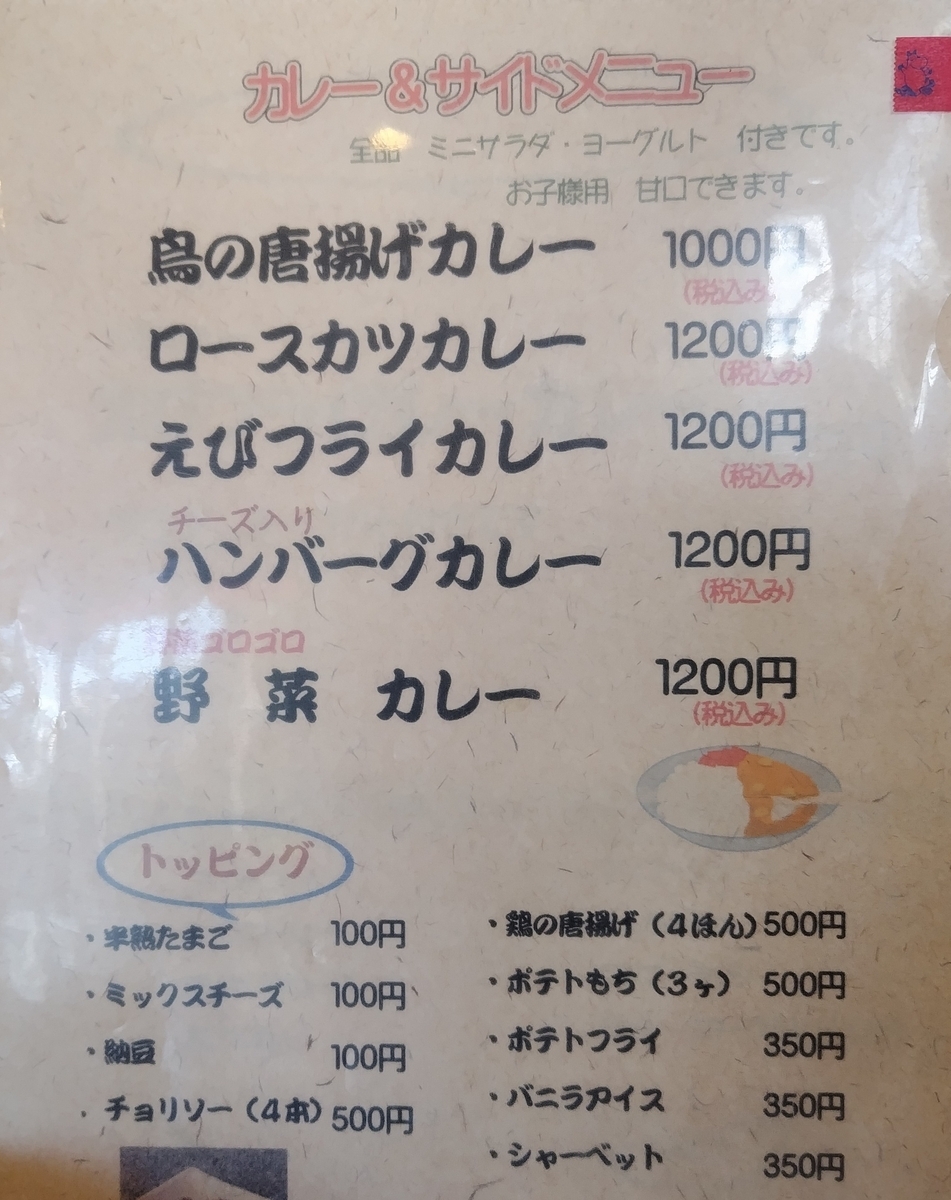 カレー&サイドメニュー
全品 ミニサラダ・ヨーグルト 付きです。
お子様用 甘口できます。
鳥の唐揚げカレー 1000円
(税込み)
ロースカツカレー 1200円
(税込み)
えびフライカレー 1200円
(税込み)
チーズ入り
ハンバーグカレー 1200円
(税込み)
ゴロゴロ
野 菜 カレー 1200円
(税込み)
トッピング
・半熟たまご 100円
・ミックスチーズ 100円
・納豆 100円
・チョリソー(4本) 500円
・鶏の唐揚げ(4ほん) 500円
・ポテトもち(3ヶ) 500円
・ポテトフライ 350円
・バニラアイス 350円
・シャーベット 350円